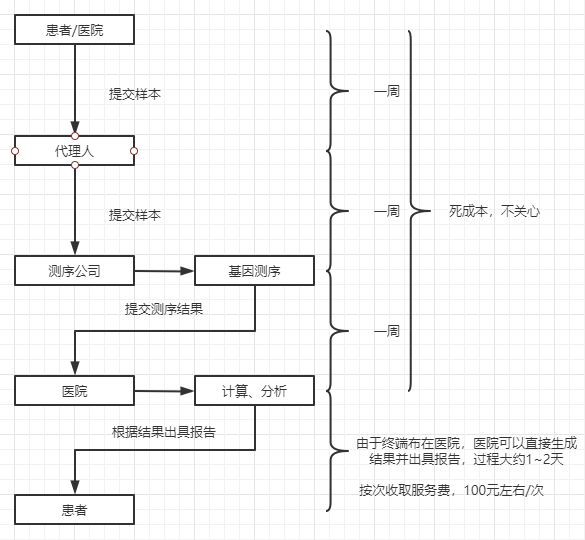 患者/医院
提交样本
一周
代理人
提交样本
一周
死成本，不关心
测序公司
基因测序
提交测序结果
一周
医院
计算、分析
根据结果出具报告
由于终端布在医院，医院可以直接生成
结果并出具报告，过程大约1~2天
按次收取服务费，100元左右/次
患者